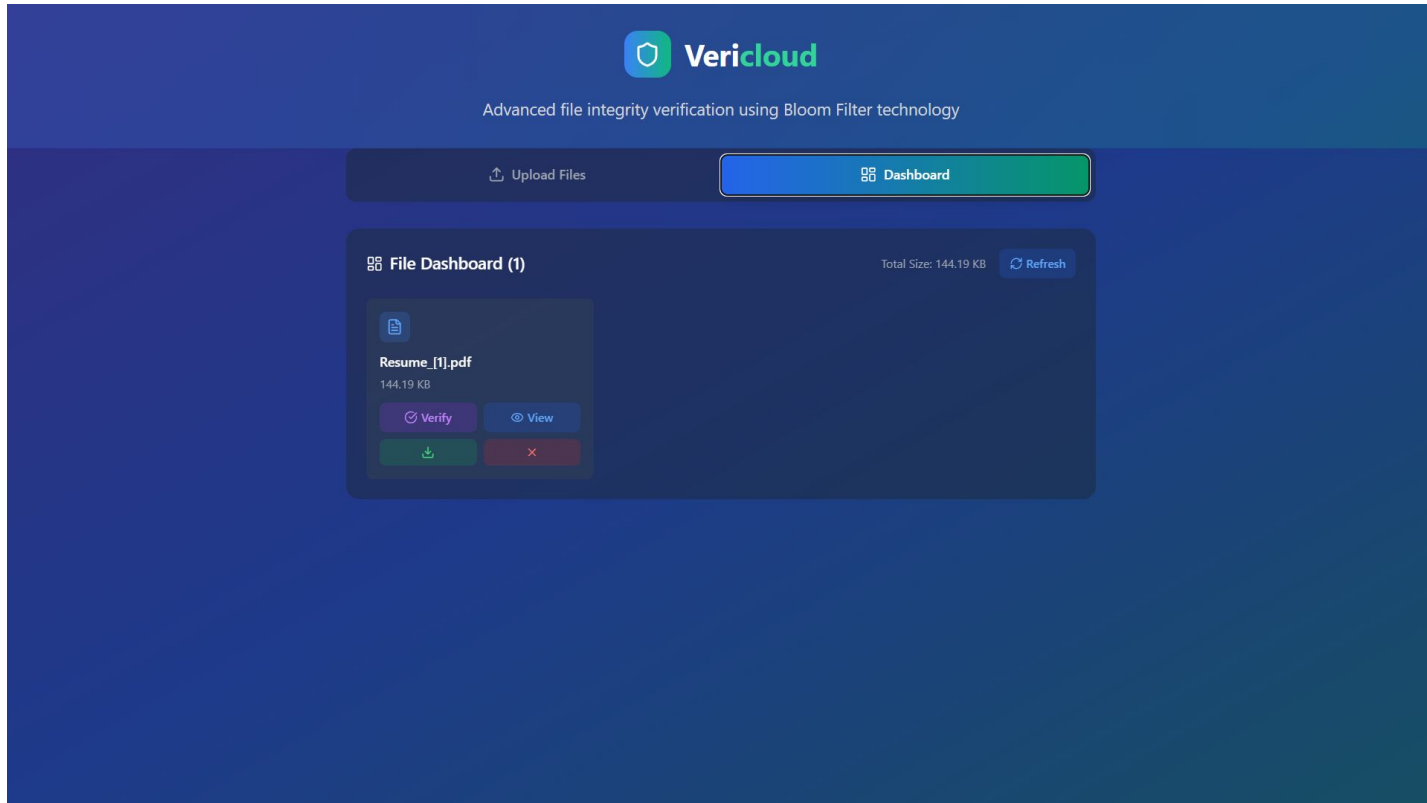 Vericloud
Advanced file integrity verification using Bloom Filter technology
Upload Files
Dashboard
File Dashboard (1)
Total Size: 144.19 KB
Refresh
Resume_[1].pdf
144.19 KB
Verify
View